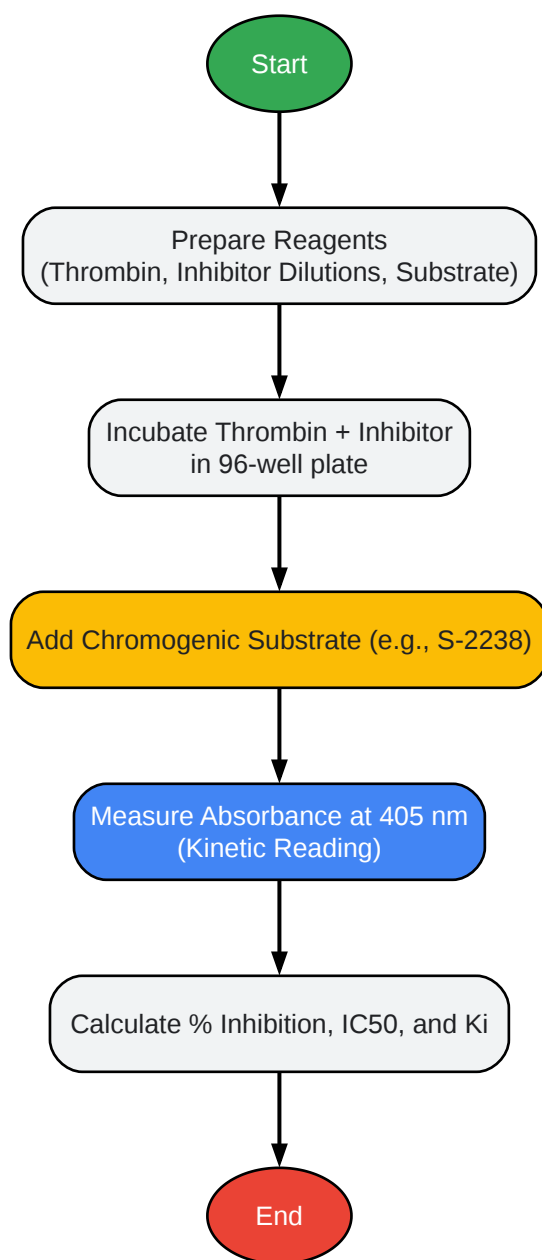 Start
Prepare Reagents
(Thrombin, Inhibitor Dilutions, Substrate)
Incubate Thrombin + Inhibitor
in 96-well plate
Add Chromogenic Substrate (e.g., S-2238)
Measure Absorbance at 405 nm
(Kinetic Reading)
Calculate % Inhibition, IC50, and Ki
End